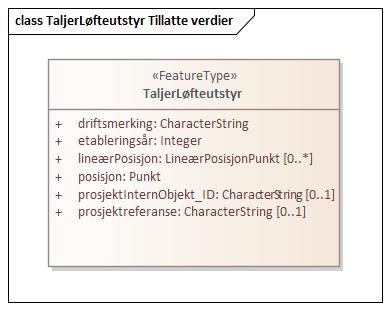 class TaljerLøfteutstyr Tillatte verdier
«FeatureType»
TaljerLøfteutstyr
+ driftsmerking: CharacterString
+ etableringsår: Integer
+ lineærPosisjon: LineærPosisjonPunkt [0..*]
+ posisjon: Punkt
+ prosjektInternObjekt_ID: CharacterString [0..1]
+ prosjektreferanse: CharacterString [0..1]